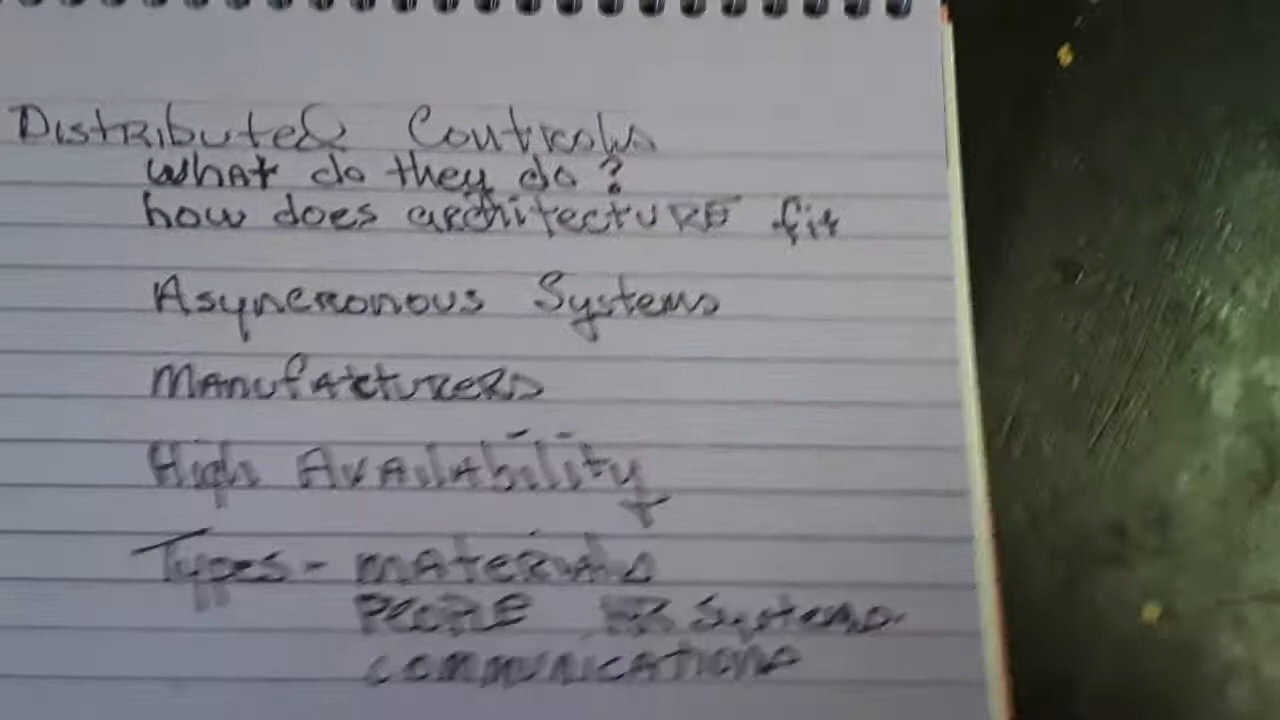 Distributed Controls
what do they do?
how does architecture fit
Asyncronous Systems
Manufacturers
High Availability
Types - materials
People HR Systems
communications